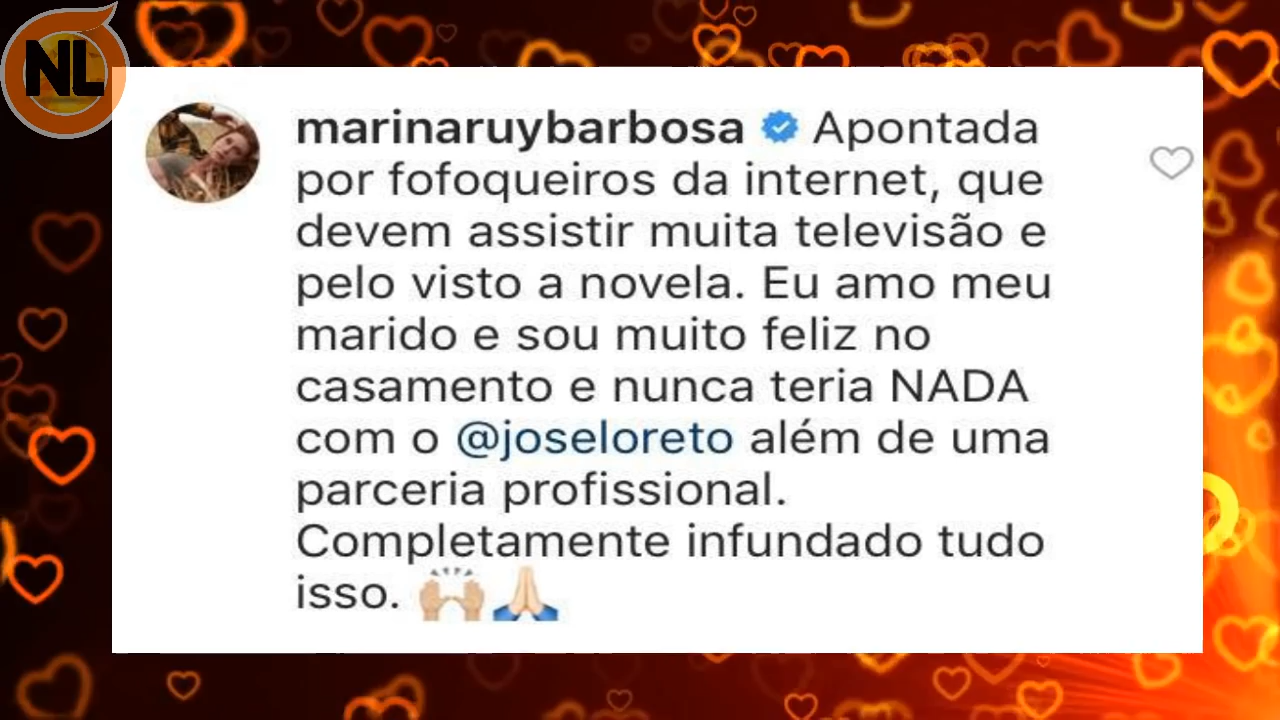 NL
marinaruybarbosa Apontada
por fofoqueiros da internet, que
devem assistir muita televisão e
pelo visto a novela. Eu amo meu
marido e sou muito feliz no
casamento e nunca teria NADA
com o @joseloreto além de uma
parceria profissional.
Completamente infundado tudo
isso. 🙌🏼🙏🏼